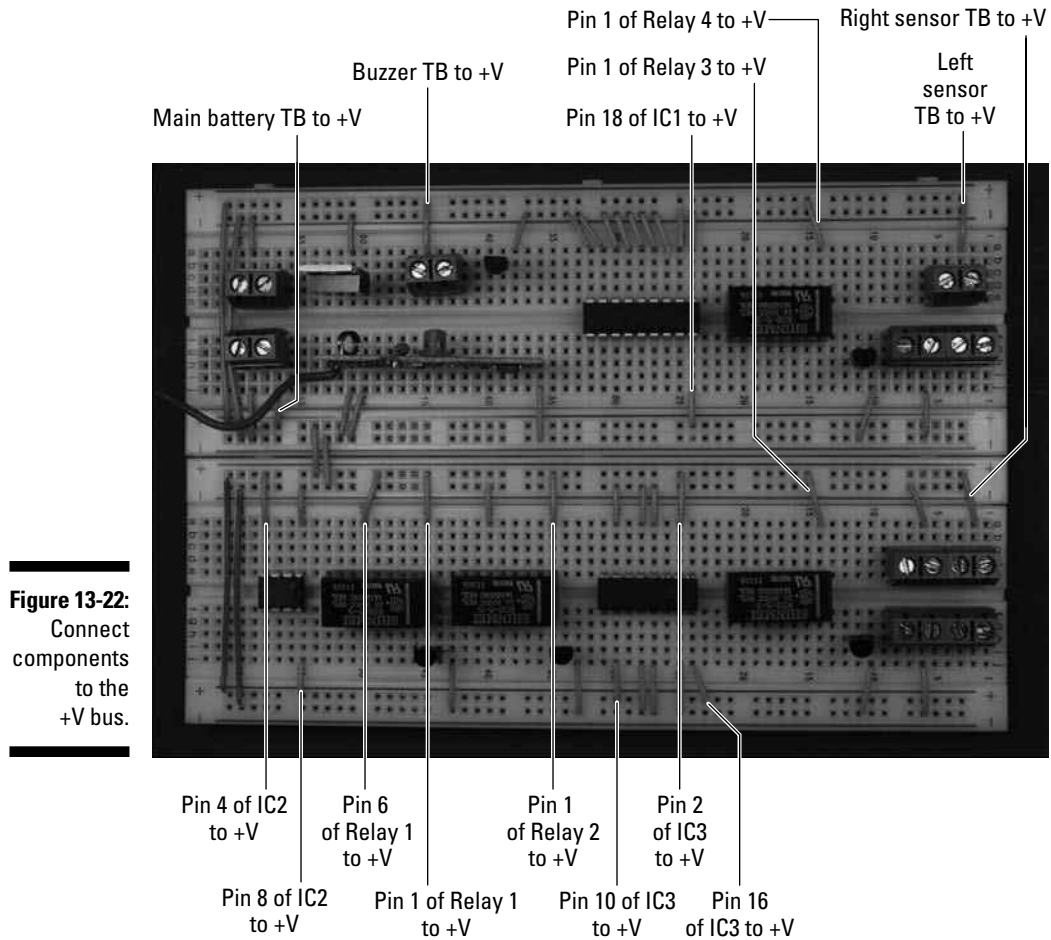 Pin 1 of Relay 4 to +V
Right sensor TB to +V
Buzzer TB to +V
Pin 1 of Relay 3 to +V
Left
sensor
TB to +V
Main battery TB to +V
Pin 18 of IC1 to +V
Figure 13-22:
Connect
components
to the
+V bus.
Pin 4 of IC2
to +V
Pin 6
of Relay 1
to +V
Pin 1
of Relay 2
to +V
Pin 2
of IC3
to +V
Pin 8 of IC2
to +V
Pin 1 of Relay 1
to +V
Pin 10 of IC3
to +V
Pin 16
of IC3 to +V